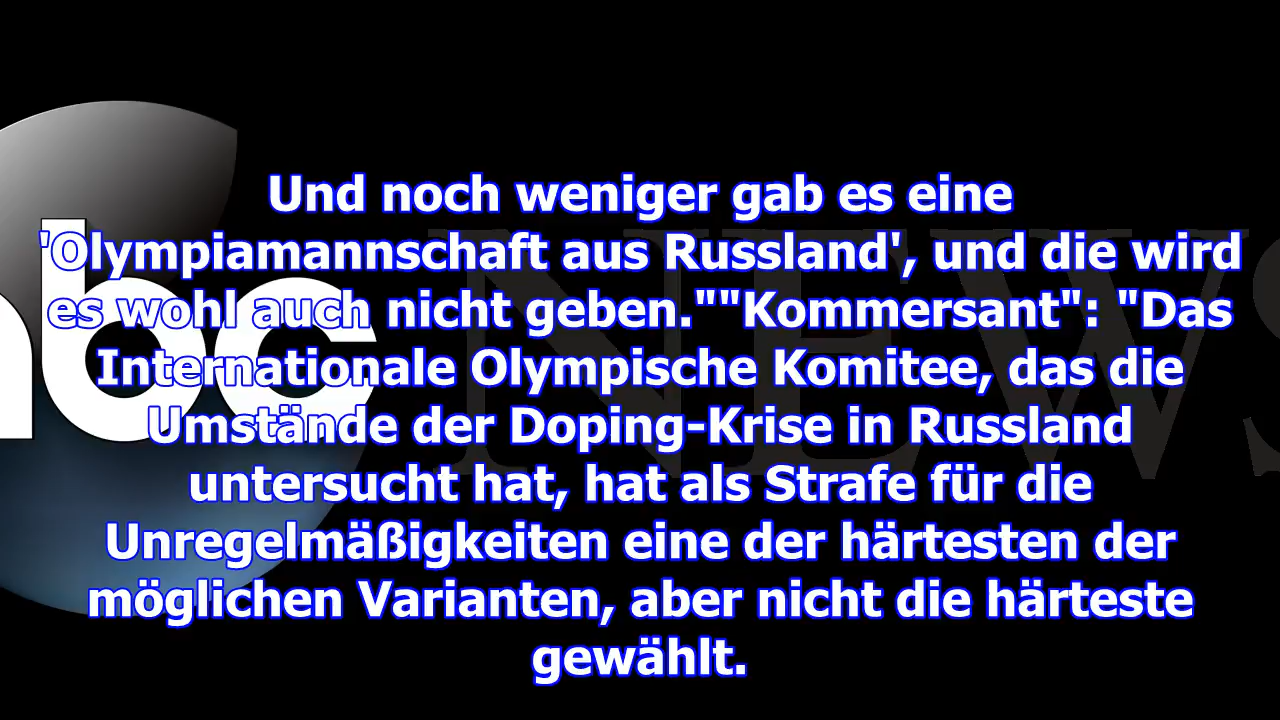 Und noch weniger gab es eine
'Olympiamannschaft aus Russland', und die wird
es wohl auch nicht geben.""Kommersant": "Das
Internationale Olympische Komitee, das die
Umstände der Doping-Krise in Russland
untersucht hat, hat als Strafe für die
Unregelmäßigkeiten eine der härtesten der
möglichen Varianten, aber nicht die härteste
gewählt.
abc NEWS